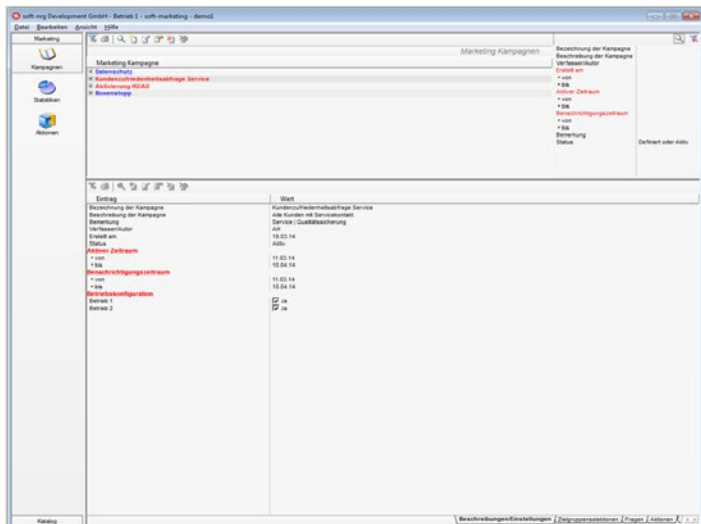 soft-nrg Development GmbH - Betrieb 1 - soft-marketing - demo1
Datei Bearbeiten Ansicht Hilfe
Marketing
Kampagnen
Statistiken
Aktionen
Katalog
Marketing Kampagnen
Marketing Kampagne
Datenschutz
Kundenzufriedenheitsabfrage Service
Aktivierung HU/AU
Boxenstopp
Bezeichnung der Kampagne
Beschreibung der Kampagne
Verfasser/Autor
Erstellt am
• von
• bis
Aktiver Zeitraum
• von
• bis
Benachrichtigungszeitraum
• von
• bis
Bemerkung
Status Definiert oder Aktiv
Eintrag Wert
Bezeichnung der Kampagne Kundenzufriedenheitsabfrage Service
Beschreibung der Kampagne Alle Kunden mit Servicekontakt
Bemerkung Service | Qualitätssicherung
Verfasser/Autor AH
Erstellt am 19.03.14
Status Aktiv
Aktiver Zeitraum
• von 11.03.14
• bis 10.04.14
Benachrichtigungszeitraum
• von 11.03.14
• bis 10.04.14
Betriebskonfiguration
Betrieb 1 Ja
Betrieb 2 Ja
Beschreibungen/Einstellungen Zielgruppenselektionen Fragen Aktionen